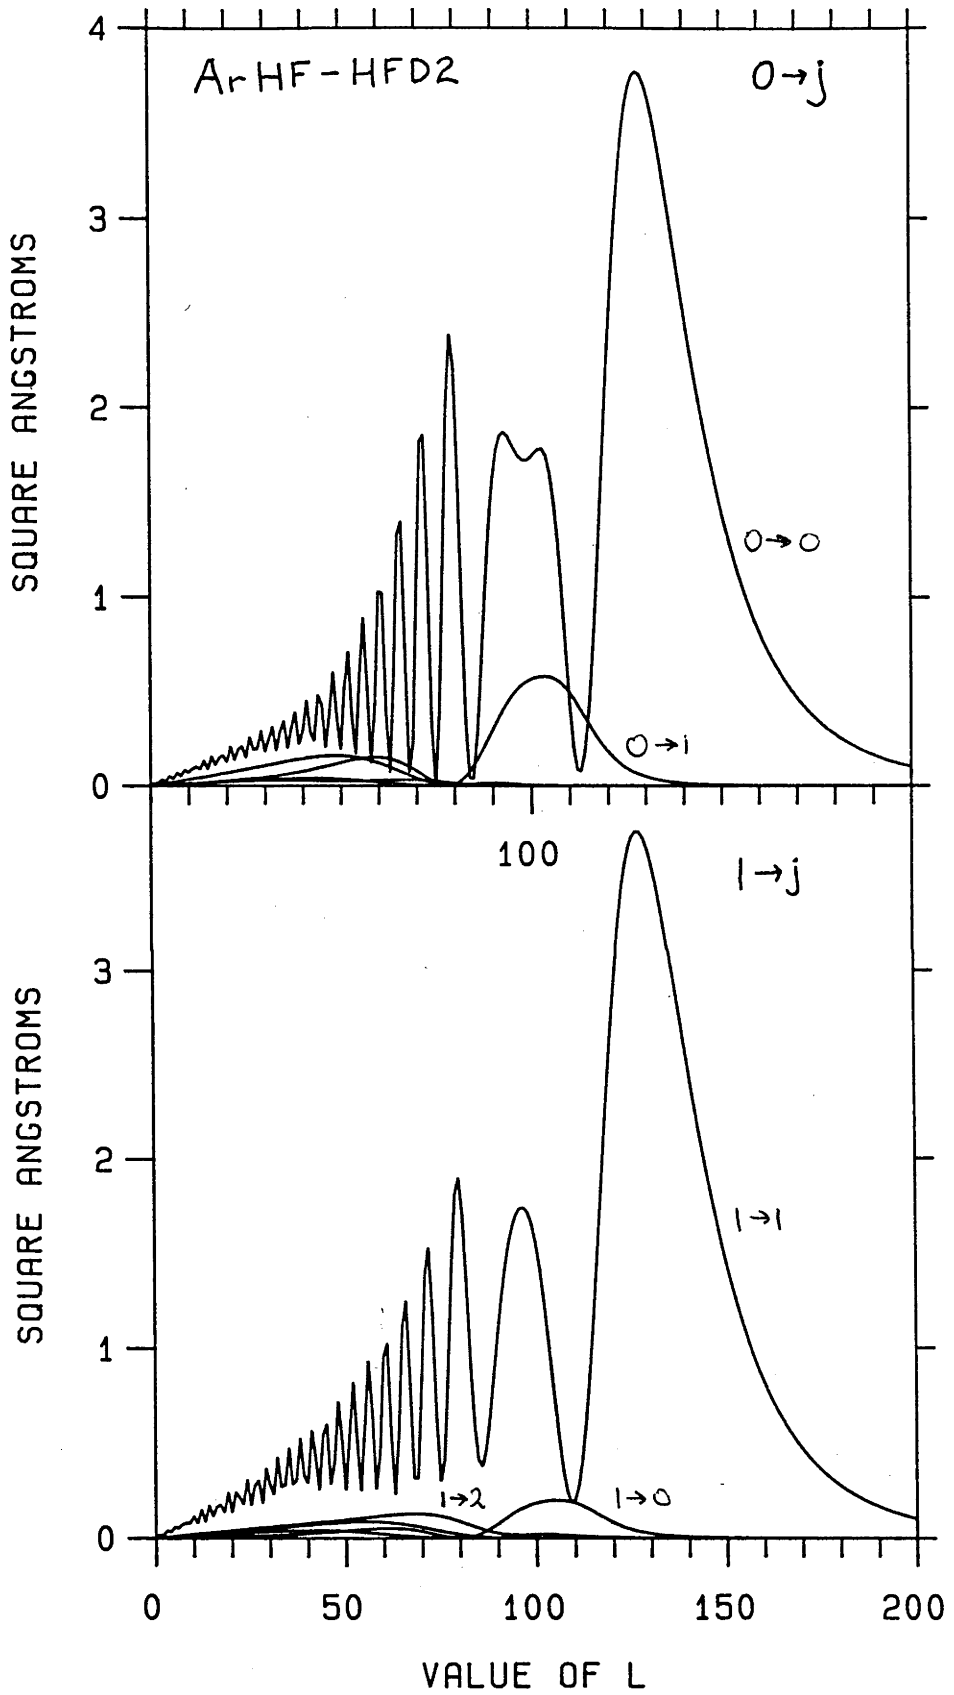 4
ArHF-HFD2
0→j
3
SQUARE ANGSTROMS
2
1
0
0→0
0→1
100
1→j
3
SQUARE ANGSTROMS
2
1
0
1→1
1→2
1→0
0 50 100 150 200
VALUE OF L